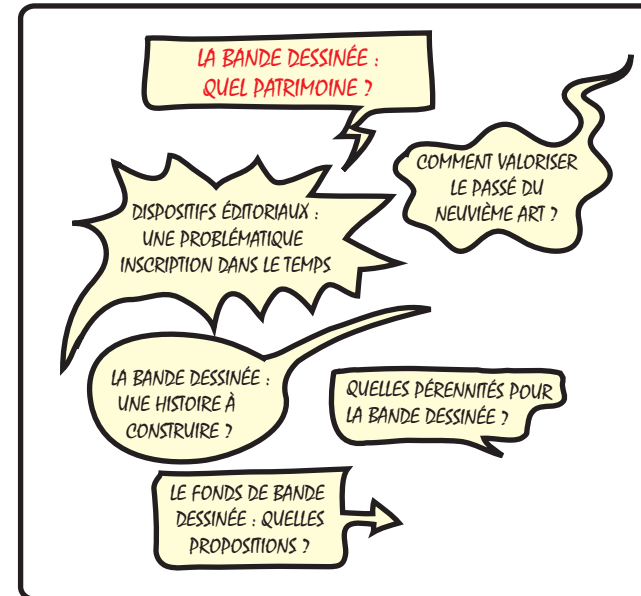 LA BANDE DESSINÉE :
QUEL PATRIMOINE ?
COMMENT VALORISER
LE PASSÉ DU
NEUVIÈME ART ?
DISPOSITIFS ÉDITORIAUX :
UNE PROBLÉMATIQUE
INSCRIPTION DANS LE TEMPS
LA BANDE DESSINÉE :
UNE HISTOIRE À
CONSTRUIRE ?
QUELLES PÉRENNITÉS POUR
LA BANDE DESSINÉE ?
LE FONDS DE BANDE
DESSINÉE : QUELLES
PROPOSITIONS ?